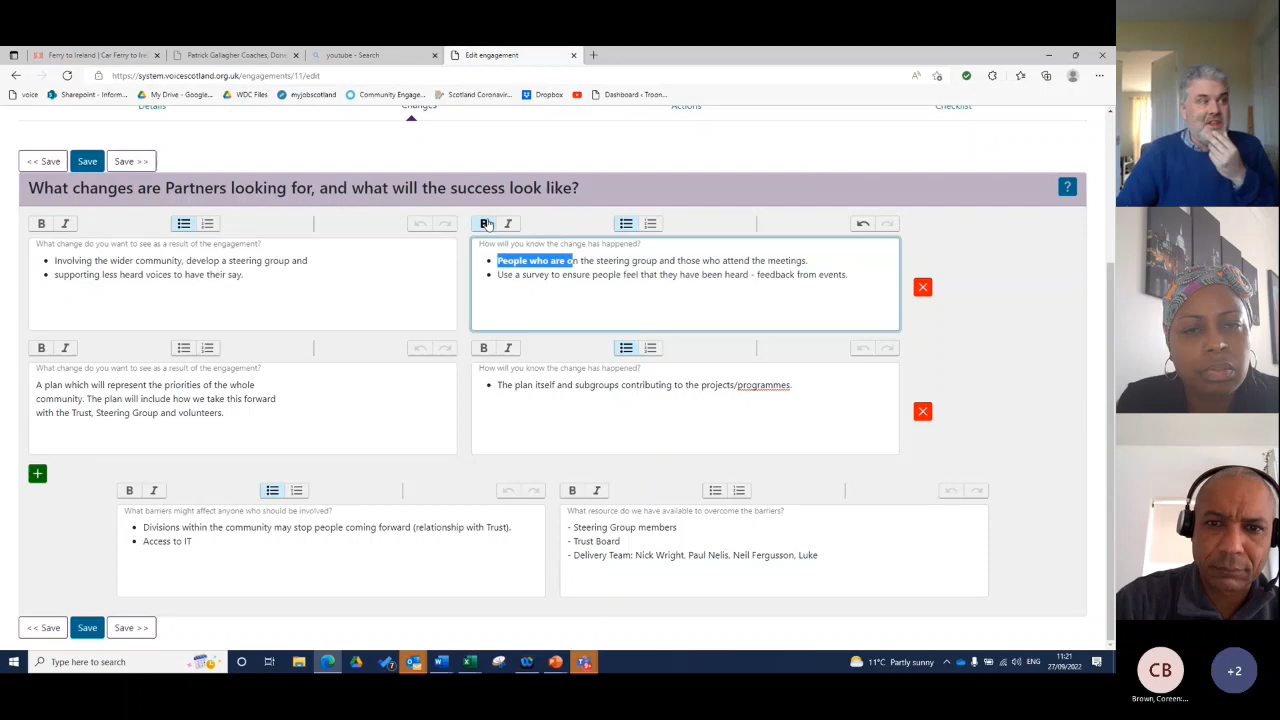 Ferry to Ireland | Car Ferry to Ire
Patrick Gallagher Coaches, Done
youtube - Search
Edit engagement
https://system.voicescotland.org.uk/engagements/11/edit
voice
Sharepoint - Inform...
My Drive - Google...
WDC Files
myjobscotland
Community Engage...
Scotland Coronavir...
Dropbox
Dashboard ‹ Troon...
Details
Changes
Actions
Checklist
<< Save
Save
Save >>
What changes are Partners looking for, and what will the success look like?
?
B I
B I
What change do you want to see as a result of the engagement?
How will you know the change has happened?
• Involving the wider community, develop a steering group and
• supporting less heard voices to have their say.
• People who are on the steering group and those who attend the meetings.
• Use a survey to ensure people feel that they have been heard - feedback from events.
B I
B I
What change do you want to see as a result of the engagement?
How will you know the change has happened?
A plan which will represent the priorities of the whole
community. The plan will include how we take this forward
with the Trust, Steering Group and volunteers.
• The plan itself and subgroups contributing to the projects/programmes.
B I
B I
What barriers might affect anyone who should be involved?
What resource do we have available to overcome the barriers?
• Divisions within the community may stop people coming forward (relationship with Trust).
• Access to IT
- Steering Group members
- Trust Board
- Delivery Team: Nick Wright, Paul Nelis, Neil Fergusson, Luke
<< Save
Save
Save >>
Type here to search
11°C Partly sunny
ENG
11:21
27/09/2022
CB
+2
Brown, Coreen:...